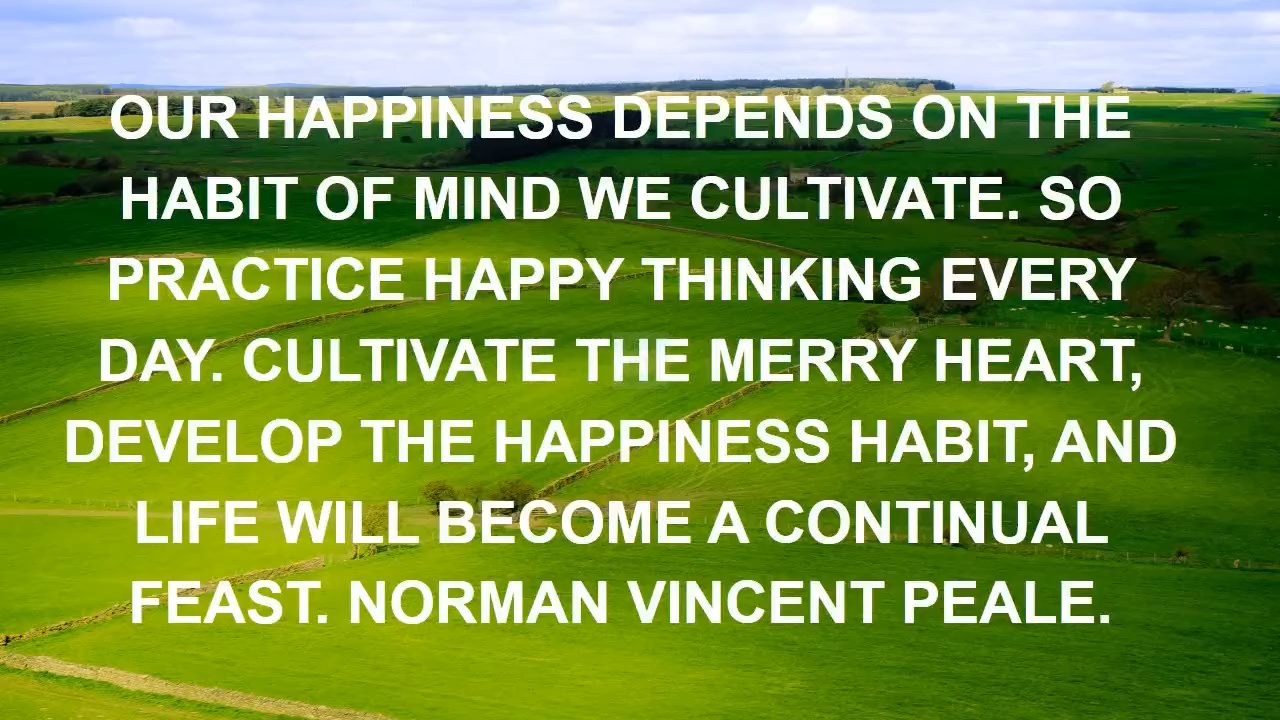 OUR HAPPINESS DEPENDS ON THE
HABIT OF MIND WE CULTIVATE. SO
PRACTICE HAPPY THINKING EVERY
DAY. CULTIVATE THE MERRY HEART,
DEVELOP THE HAPPINESS HABIT, AND
LIFE WILL BECOME A CONTINUAL
FEAST. NORMAN VINCENT PEALE.